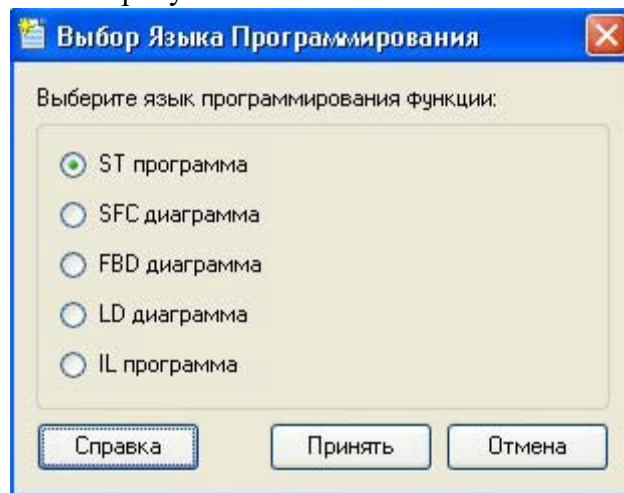 Выбор Языка Программирования
Выберите язык программирования функции:
ST программа
SFC диаграмма
FBD диаграмма
LD диаграмма
IL программа
Справка Принять Отмена